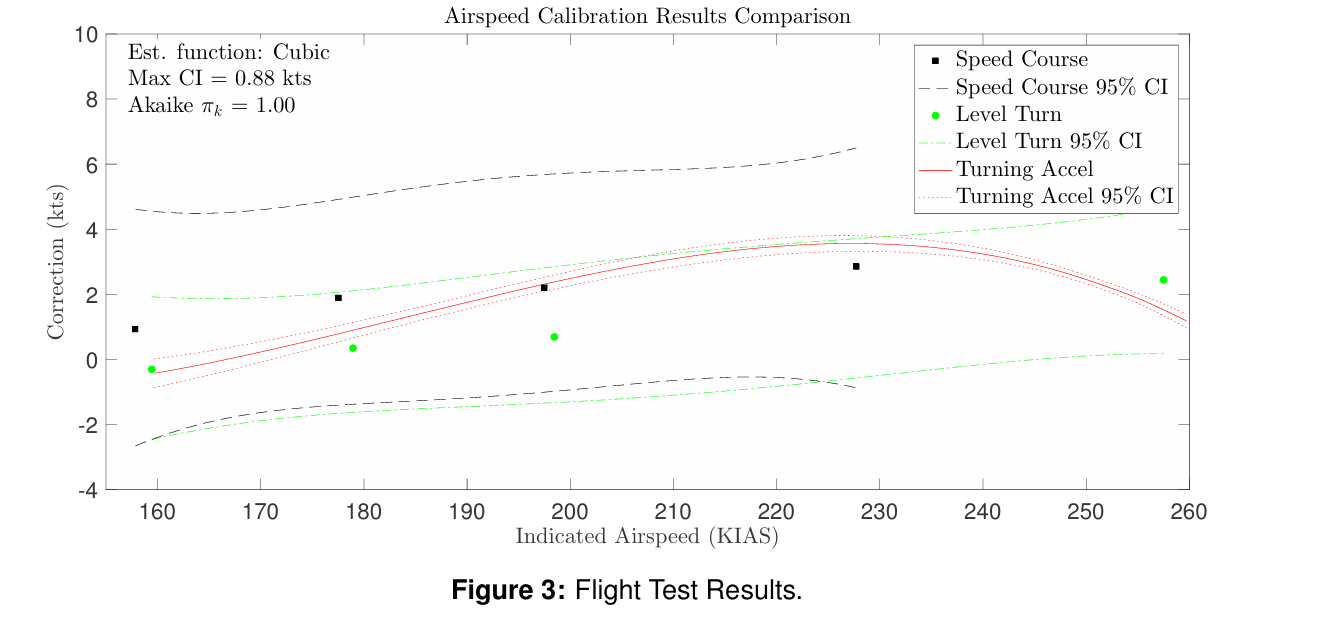 Airspeed Calibration Results Comparison
Est. function: Cubic
Max CI = 0.88 kts
Akaike πk = 1.00
Speed Course
Speed Course 95% CI
Level Turn
Level Turn 95% CI
Turning Accel
Turning Accel 95% CI
Correction (kts)
10
8
6
4
2
0
-2
-4
160 170 180 190 200 210 220 230 240 250 260
Indicated Airspeed (KIAS)
Figure 3: Flight Test Results.